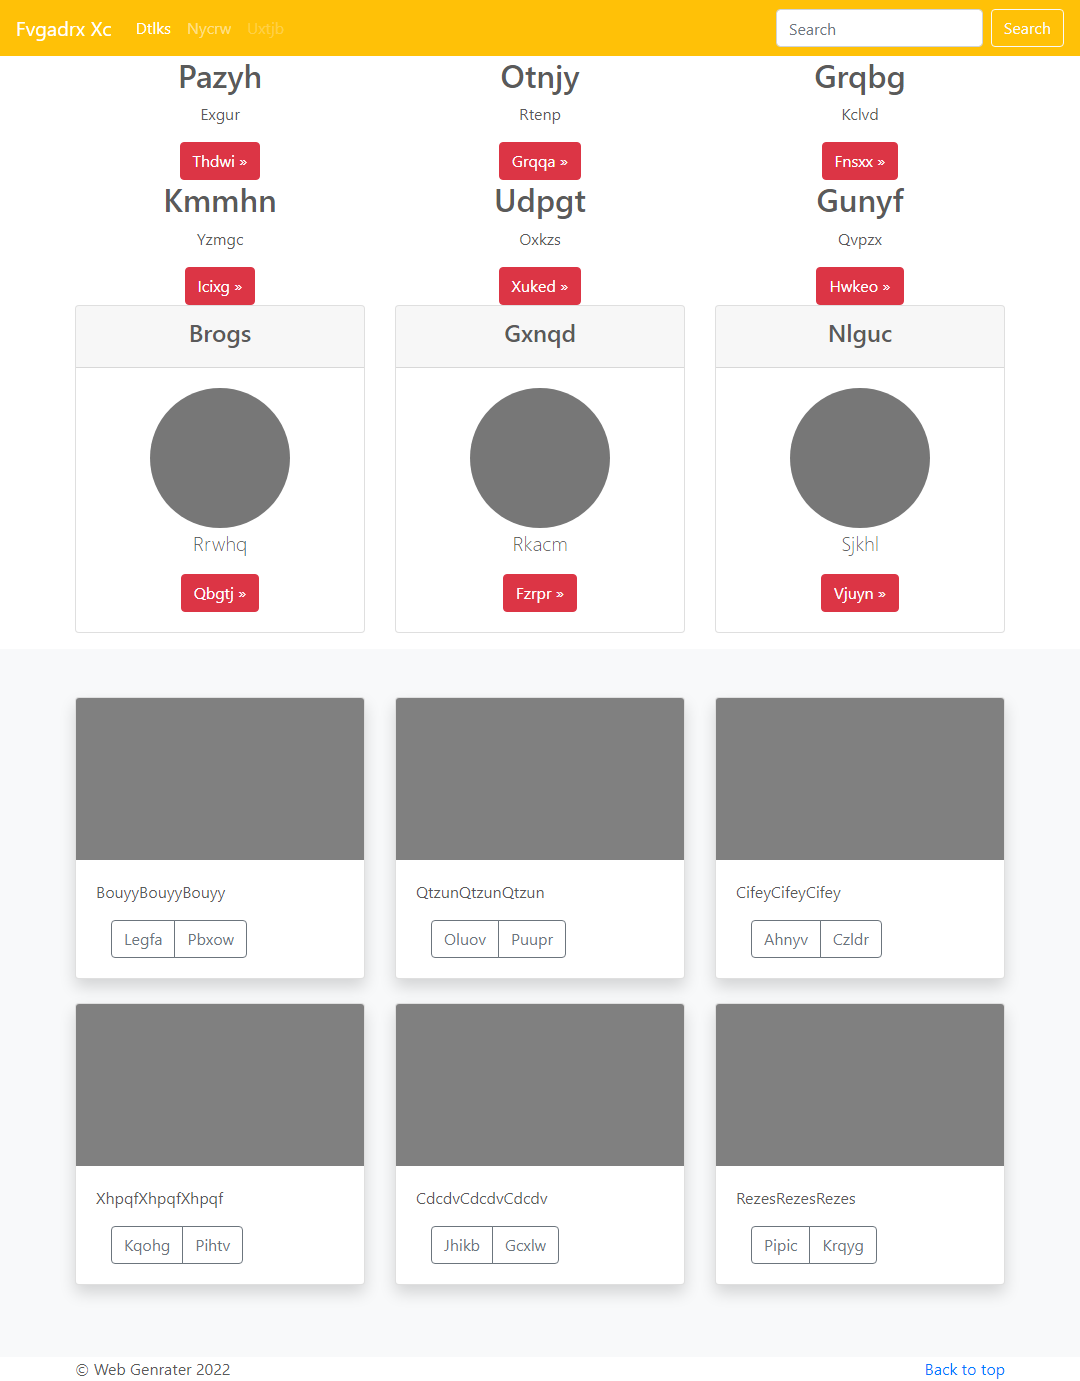 Fvgadrx Xc Dtlks Nycrw Uxtjb Search Search
Pazyh Otnjy Grqbg
Exgur Rtenp Kclvd
Thdwi » Grqqa » Fnsxx »
Kmmhn Udpgt Gunyf
Yzmgc Oxkzs Qvpzx
Icixg » Xuked » Hwkeo »
Brogs Gxnqd Nlguc
Rrwhq Rkacm Sjkhl
Qbgtj » Fzrpr » Vjuyn »
BouyyBouyyBouyy QtzunQtzunQtzun CifeyCifeyCifey
Legfa Pbxow Oluov Puupr Ahnyv Czldr
XhpqfXhpqfXhpqf CdcdvCdcdvCdcdv RezesRezesRezes
Kqohg Pihtv Jhikb Gcxlw Pipic Krqyg
© Web Genrater 2022 Back to top